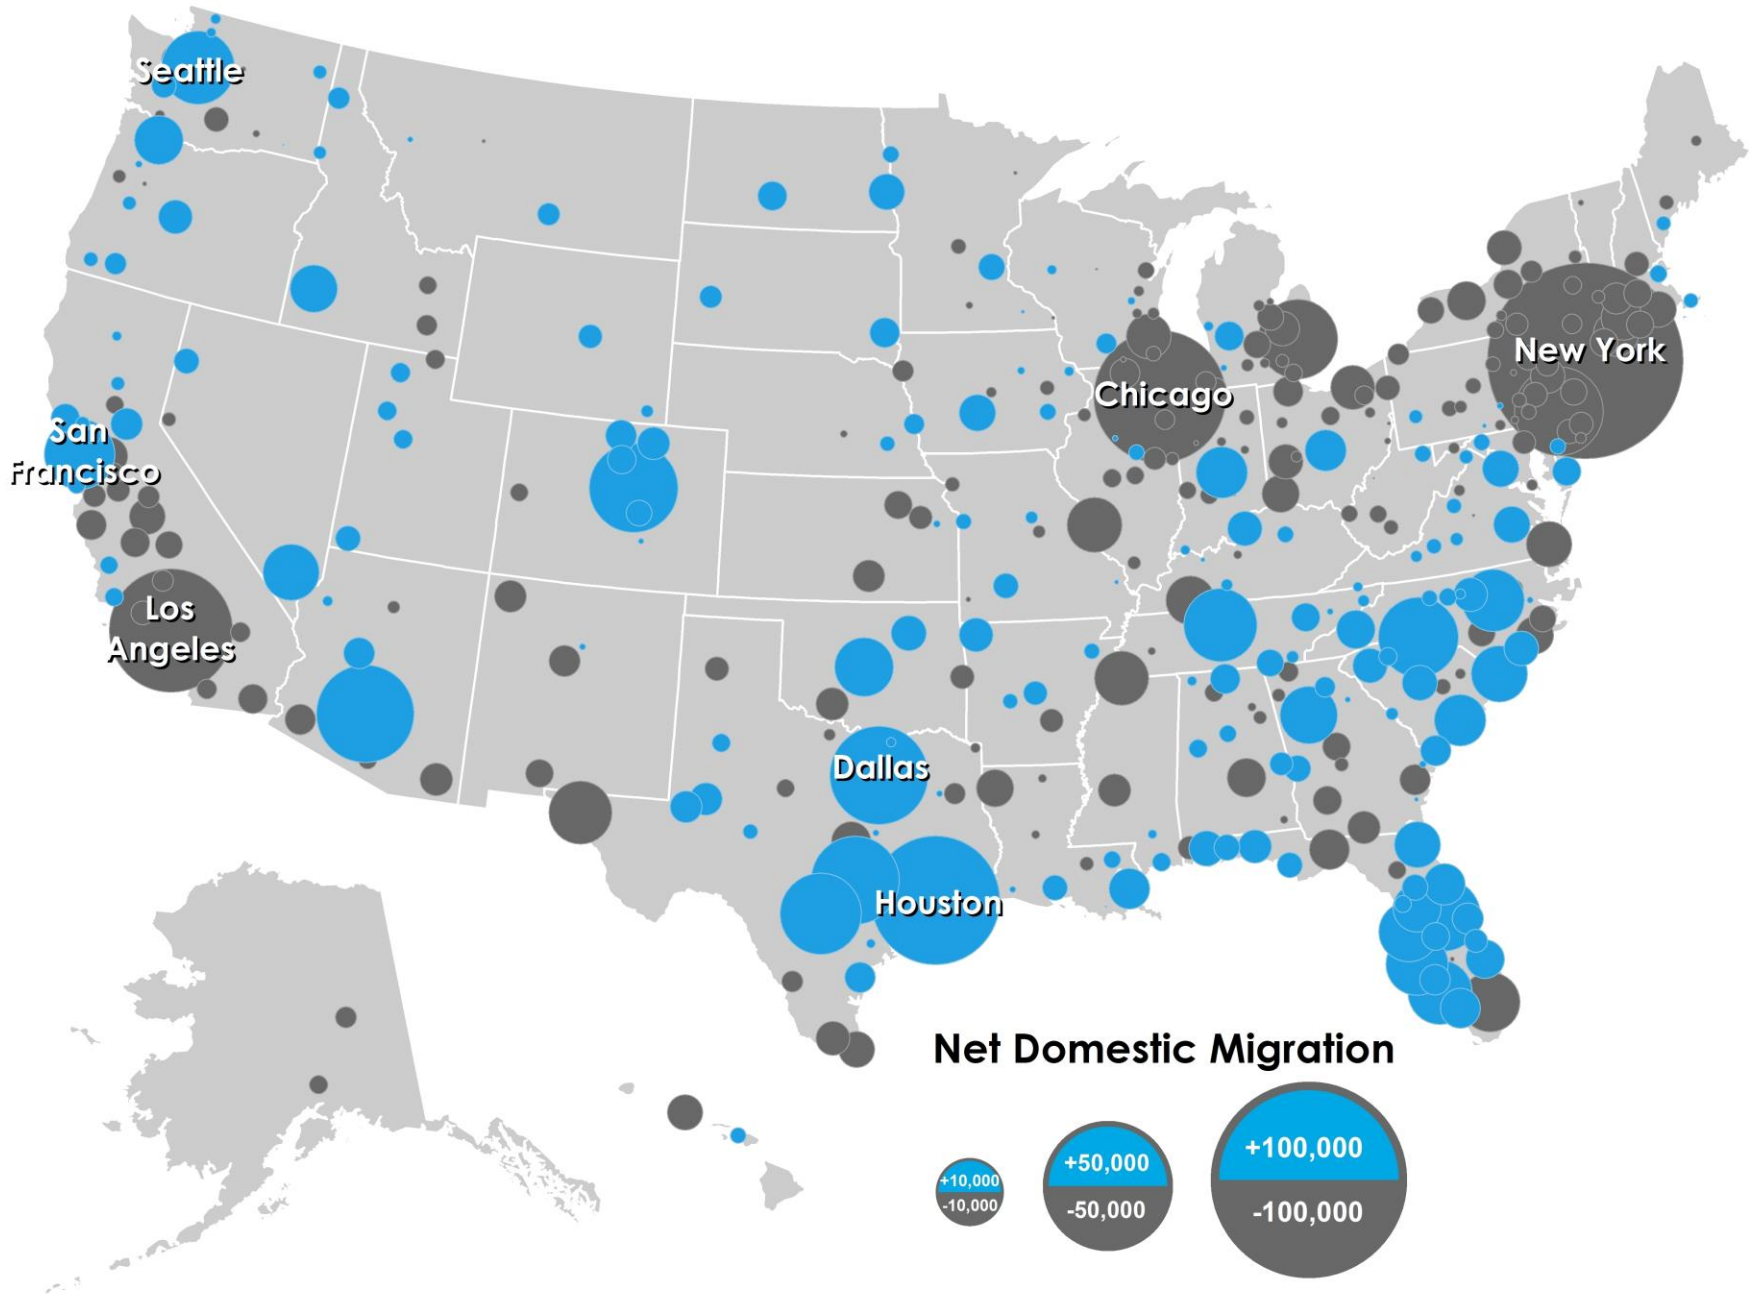 Seattle
New York
Chicago
San
Francisco
Los
Angeles
Dallas
Houston
Net Domestic Migration
+10,000
-10,000
+50,000
-50,000
+100,000
-100,000